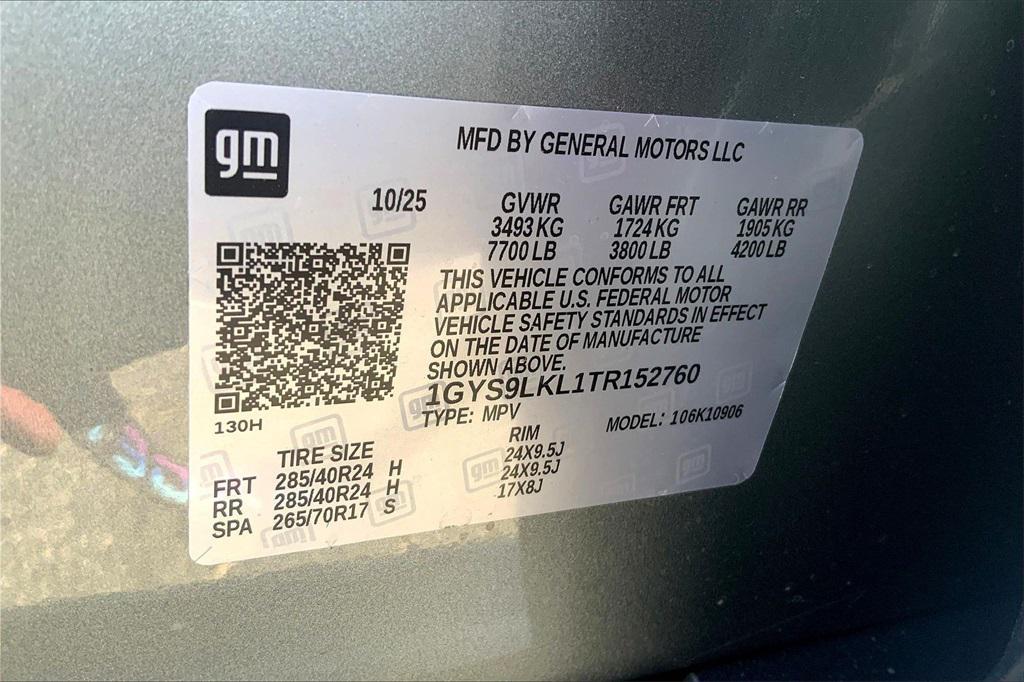 gm
MFD BY GENERAL MOTORS LLC
10/25 GVWR GAWR FRT GAWR RR
3493 KG 1724 KG 1905 KG
7700 LB 3800 LB 4200 LB
THIS VEHICLE CONFORMS TO ALL
APPLICABLE U.S. FEDERAL MOTOR
VEHICLE SAFETY STANDARDS IN EFFECT
ON THE DATE OF MANUFACTURE
SHOWN ABOVE.
1GYS9LKL1TR152760
TYPE: MPV MODEL: 106K10906
130H
TIRE SIZE RIM
FRT 285/40R24 H 24X9.5J
RR 285/40R24 H 24X9.5J
SPA 265/70R17 S 17X8J